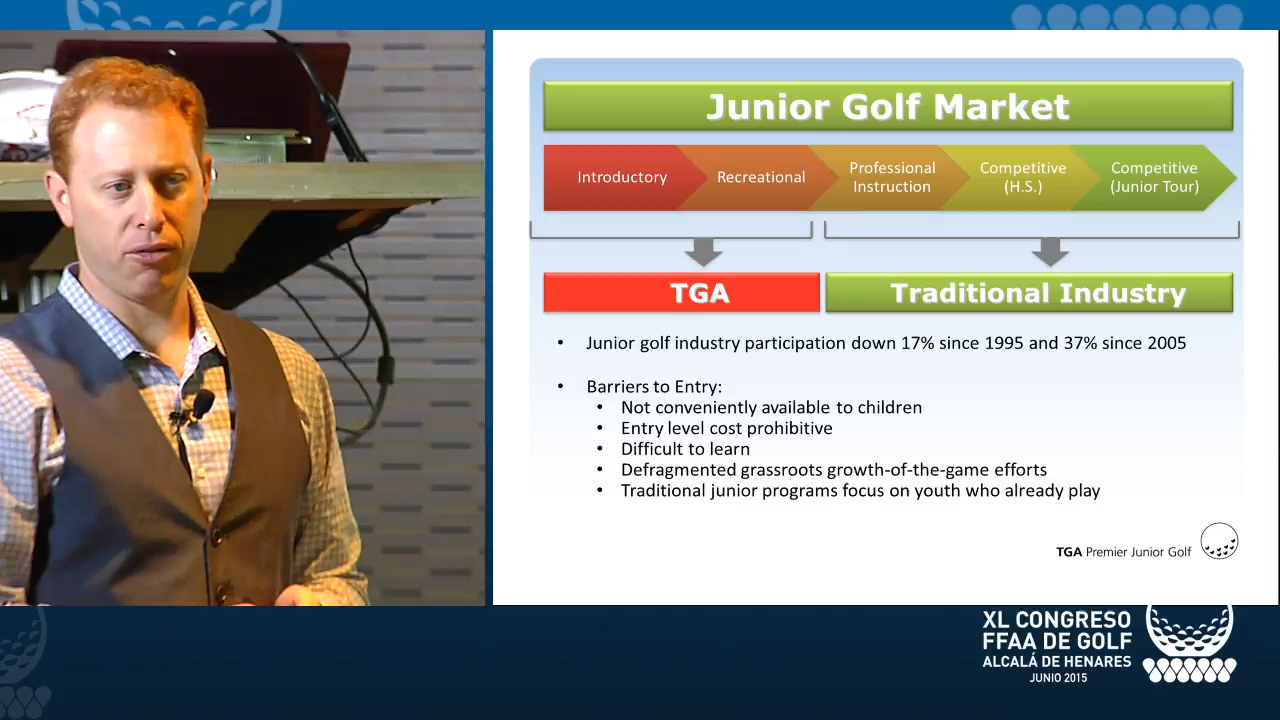 Junior Golf Market
Introductory
Recreational
Professional
Instruction
Competitive
(H.S.)
Competitive
(Junior Tour)
TGA
Traditional Industry
• Junior golf industry participation down 17% since 1995 and 37% since 2005
• Barriers to Entry:
• Not conveniently available to children
• Entry level cost prohibitive
• Difficult to learn
• Defragmented grassroots growth-of-the-game efforts
• Traditional junior programs focus on youth who already play
TGA Premier Junior Golf
XL CONGRESO
FFAA DE GOLF
ALCALÁ DE HENARES
JUNIO 2015